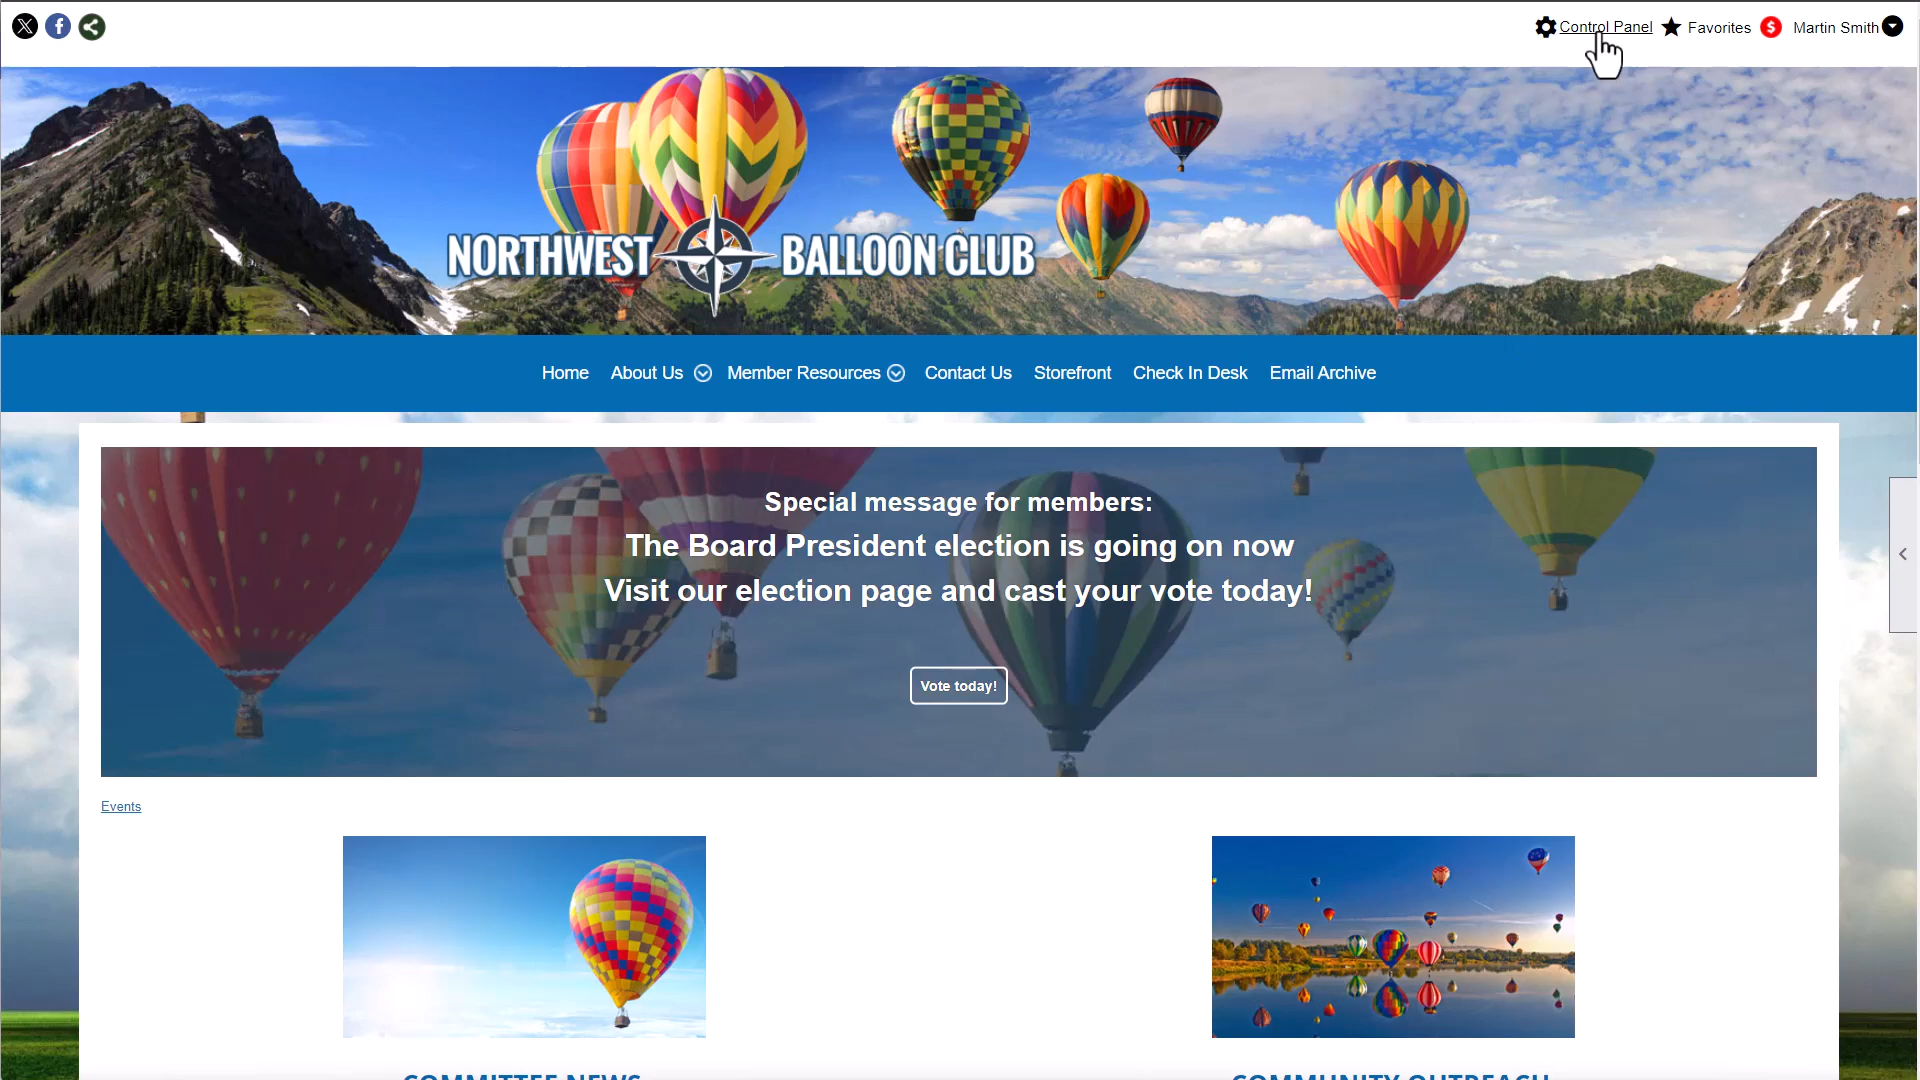 Control Panel Favorites $ Martin Smith
NORTHWEST BALLOON CLUB
Home About Us Member Resources Contact Us Storefront Check In Desk Email Archive
Special message for members:
The Board President election is going on now
Visit our election page and cast your vote today!
Vote today!
Events
COMMITTEE NEWS COMMUNITY OUTREACH